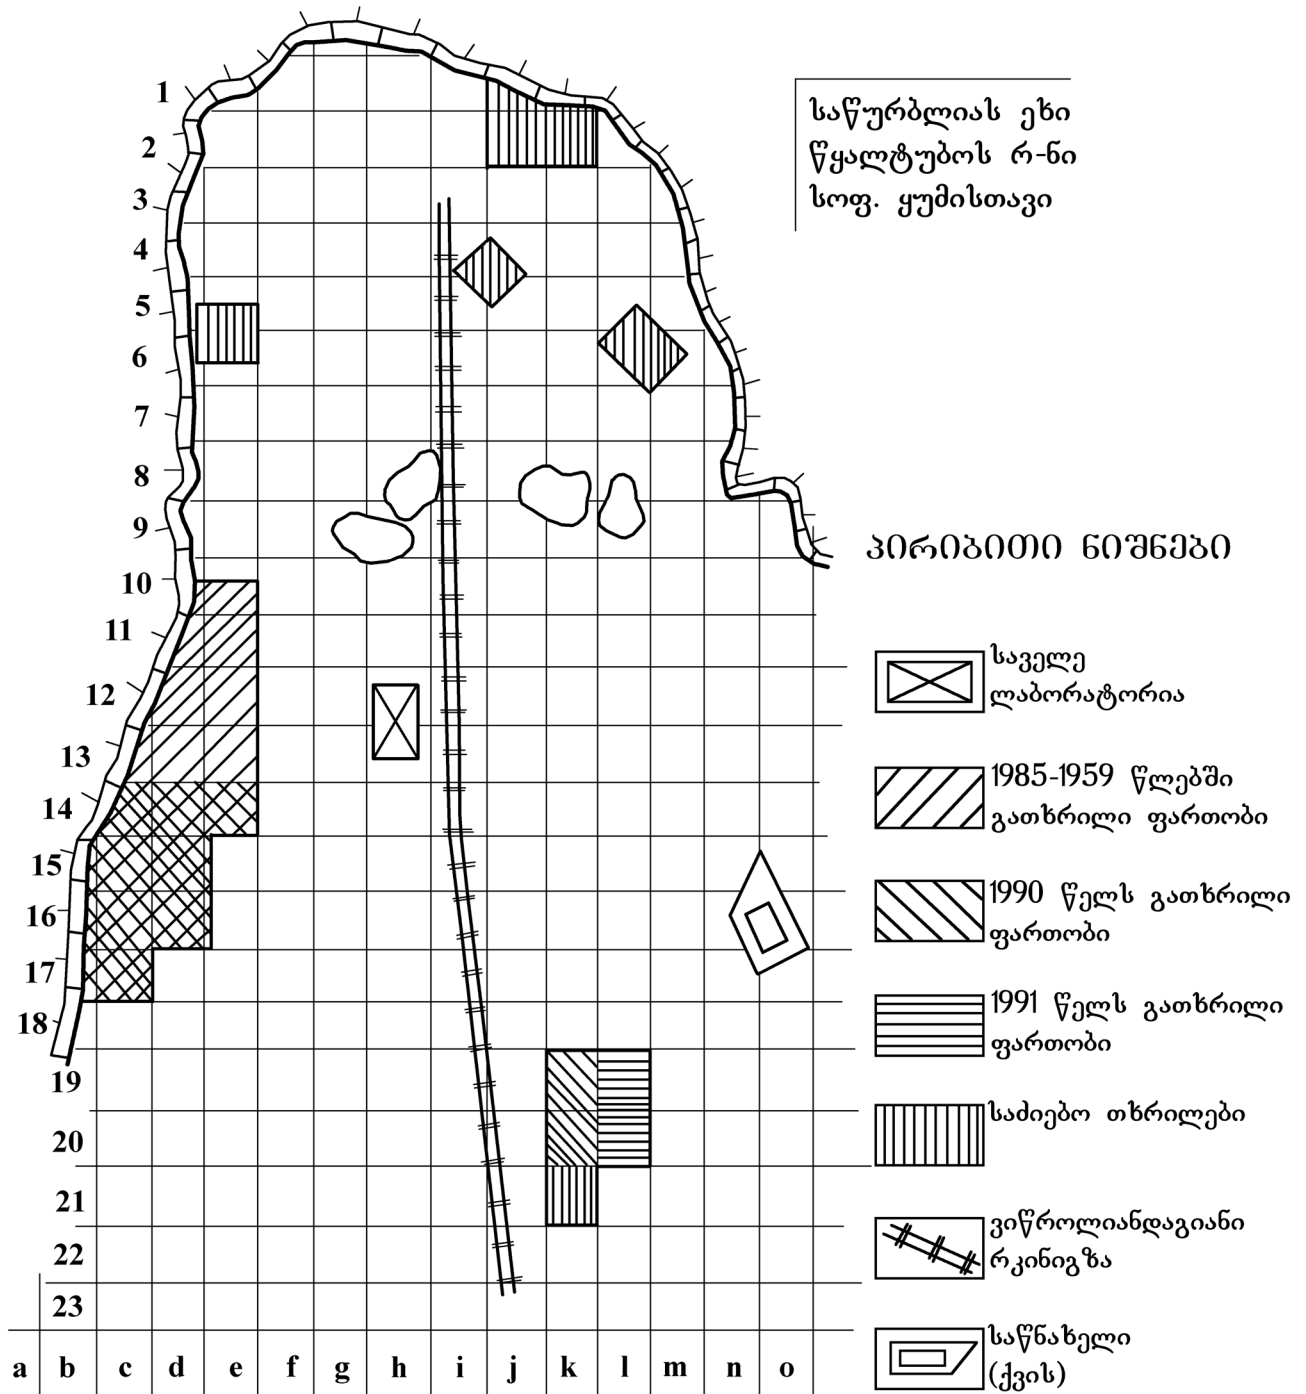 საწურბლიას ეხი
წყალტუბოს რ-ნი
სოფ. ყუმისთავი
1
2
3
4
5
6
7
8
9
10
11
12
13
14
15
16
17
18
19
20
21
22
23
a b c d e f g h i j k l m n o
პირიბითი ნიშნები
საველე
ლაბორატორია
1985-1959 წლებში
გათხრილი ფართობი
1990 წელს გათხრილი
ფართობი
1991 წელს გათხრილი
ფართობი
საძიებო თხრილები
ვიწროლიანდაგიანი
რკინიგზა
საწნახელი
(ქვის)